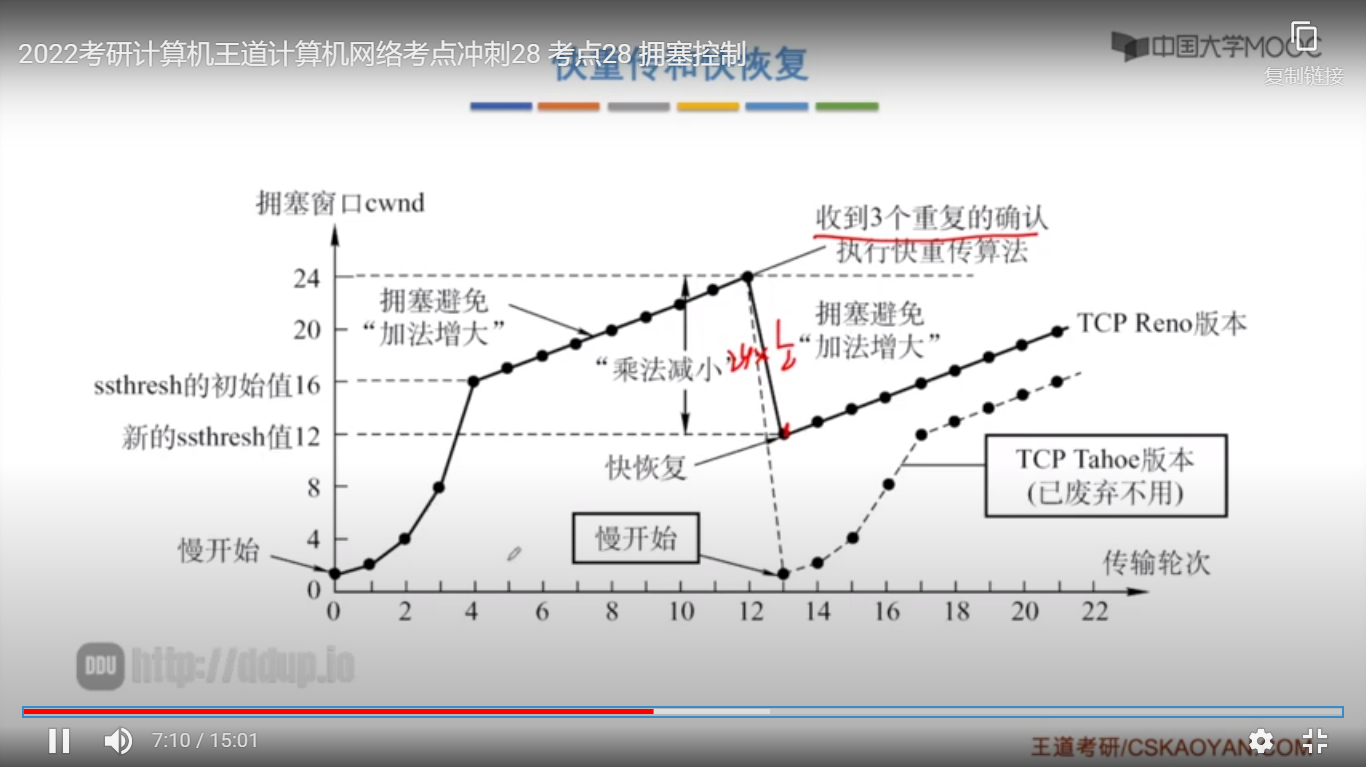 2022考研计算机王道计算机网络考点冲刺28 考点28 拥塞控制
快重传和快恢复
中国大学MOOC
复制链接
拥塞窗口cwnd
收到3个重复的确认
执行快重传算法
24
拥塞避免
“加法增大”
拥塞避免
“加法增大”
TCP Reno版本
20
“乘法减小”
24×1/2
ssthresh的初始值16
新的ssthresh值12
快恢复
TCP Tahoe版本
(已废弃不用)
8
慢开始
4
慢开始
传输轮次
0
0 2 4 6 8 10 12 14 16 18 20 22
DDU http://ddup.io
7:10 / 15:01
王道考研/CSKAOYAN.COM